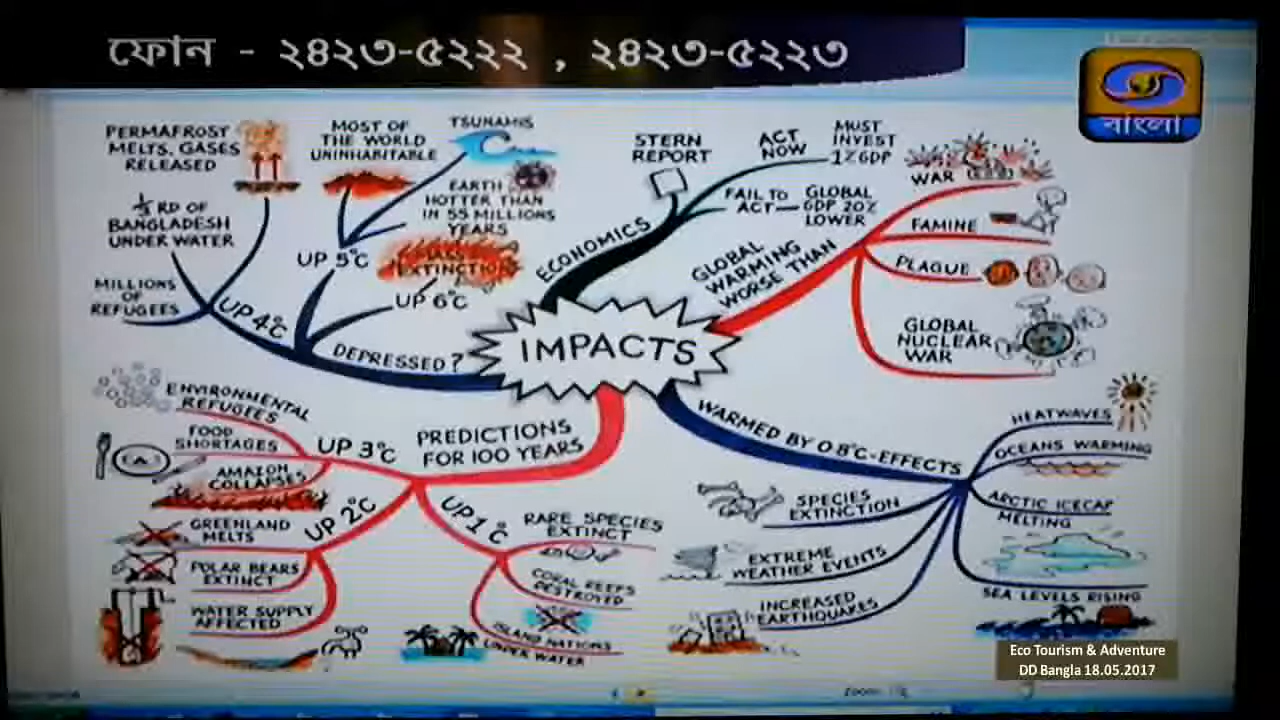 ফোন - ২৪২৩-৫২২২ , ২৪২৩-৫২২৩
বাংলা
PERMAFROST
MELTS, GASES
RELEASED
MOST OF
THE WORLD
UNINHABITABLE
TSUNAMIS
EARTH
HOTTER THAN
IN 55 MILLIONS
YEARS
⅓ RD OF
BANGLADESH
UNDER WATER
MILLIONS
OF
REFUGEES
UP 4°C
UP 5°C
MASS
EXTINCTION
UP 6°C
DEPRESSED?
STERN
REPORT
ACT
NOW
MUST
INVEST
1% GDP
FAIL TO
ACT
GLOBAL
GDP 20%
LOWER
ECONOMICS
GLOBAL
WARMING
WORSE THAN
WAR
FAMINE
PLAGUE
GLOBAL
NUCLEAR
WAR
IMPACTS
ENVIRONMENTAL
REFUGEES
FOOD
SHORTAGES
AMAZON
COLLAPSES
UP 3°C
PREDICTIONS
FOR 100 YEARS
UP 2°C
GREENLAND
MELTS
POLAR BEARS
EXTINCT
WATER SUPPLY
AFFECTED
UP 1°C
RARE SPECIES
EXTINCT
CORAL REEFS
DESTROYED
ISLAND NATIONS
UNDER WATER
WARMED BY 0.8°C-EFFECTS
HEATWAVES
OCEANS WARMING
ARCTIC ICECAP
MELTING
SEA LEVELS RISING
SPECIES
EXTINCTION
EXTREME
WEATHER EVENTS
INCREASED
EARTHQUAKES
Eco Tourism & Adventure
DD Bangla 18.05.2017